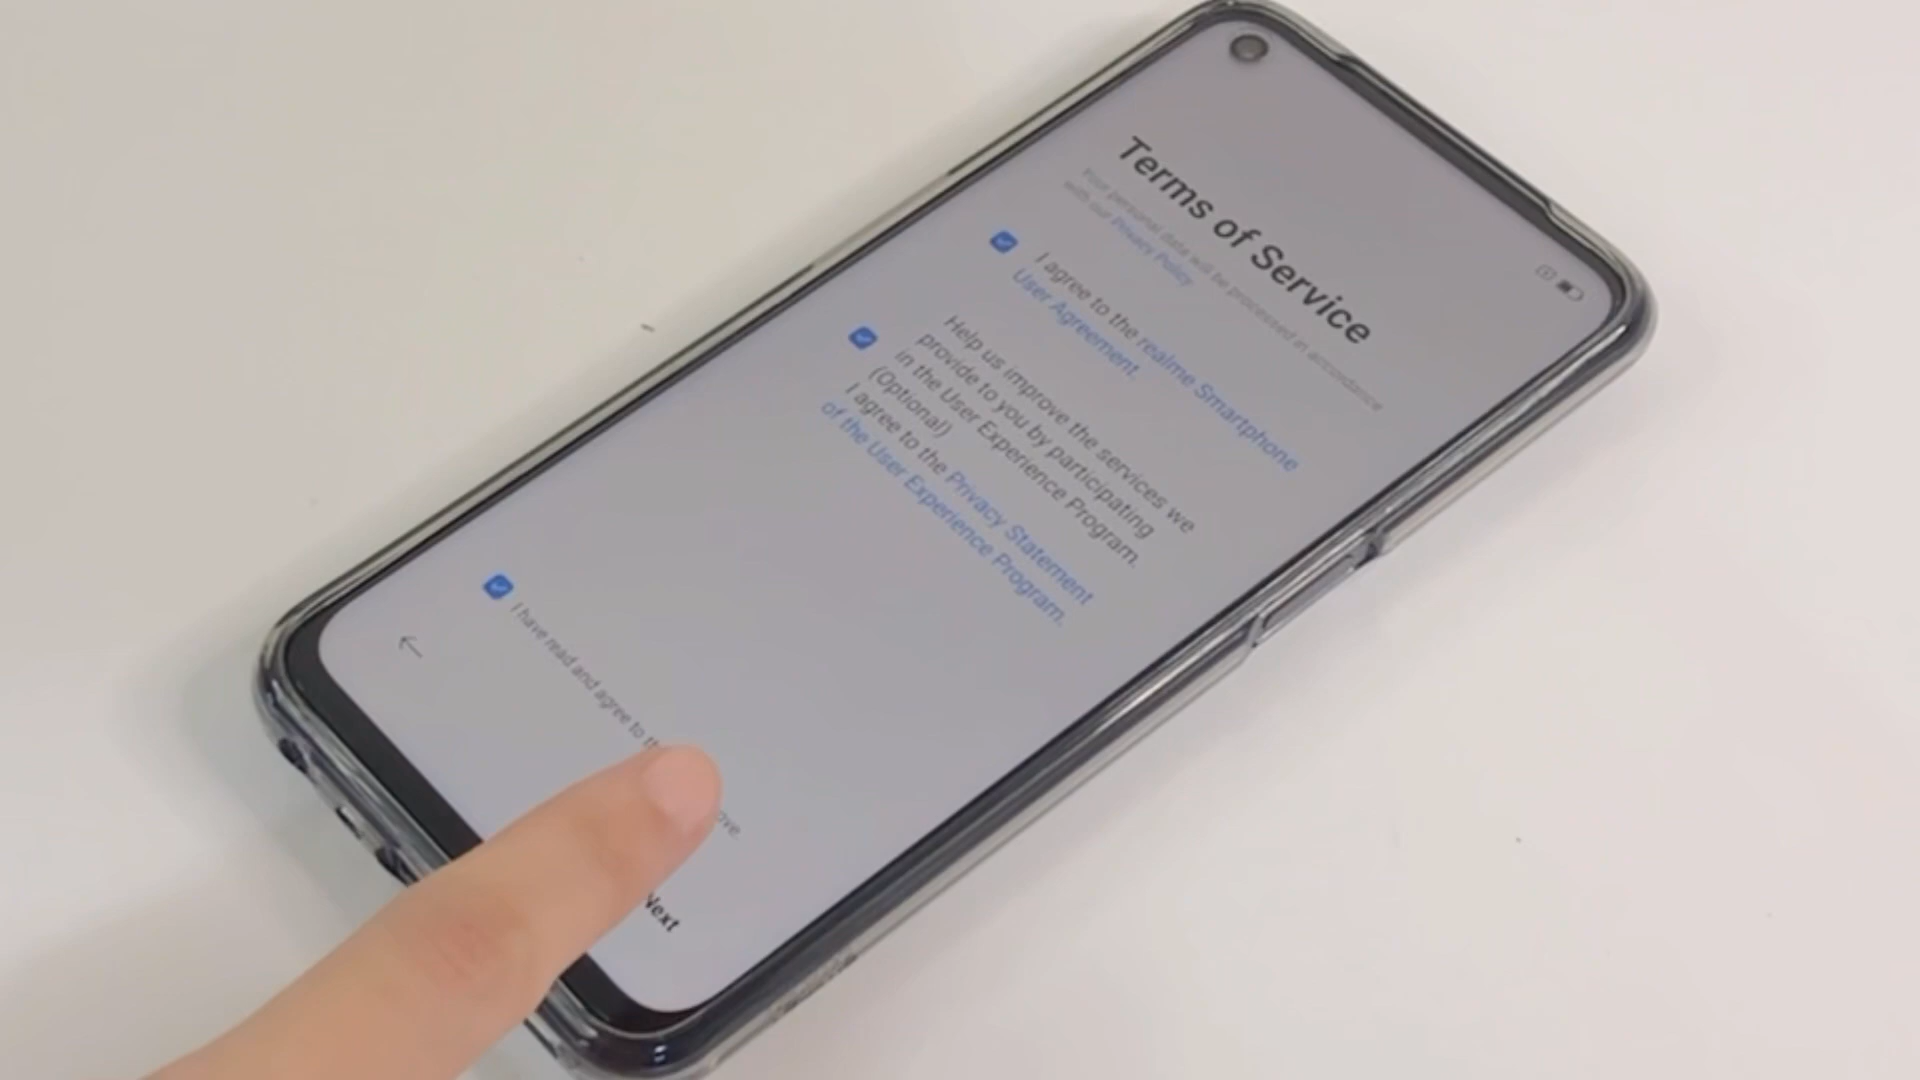 Terms of Service
Your personal data will be processed in accordance
with our Privacy Policy
I agree to the realme Smartphone
User Agreement.
Help us improve the services we
provide to you by participating
in the User Experience Program.
(Optional)
I agree to the Privacy Statement
of the User Experience Program.
I have read and agree to th
ove.
Next